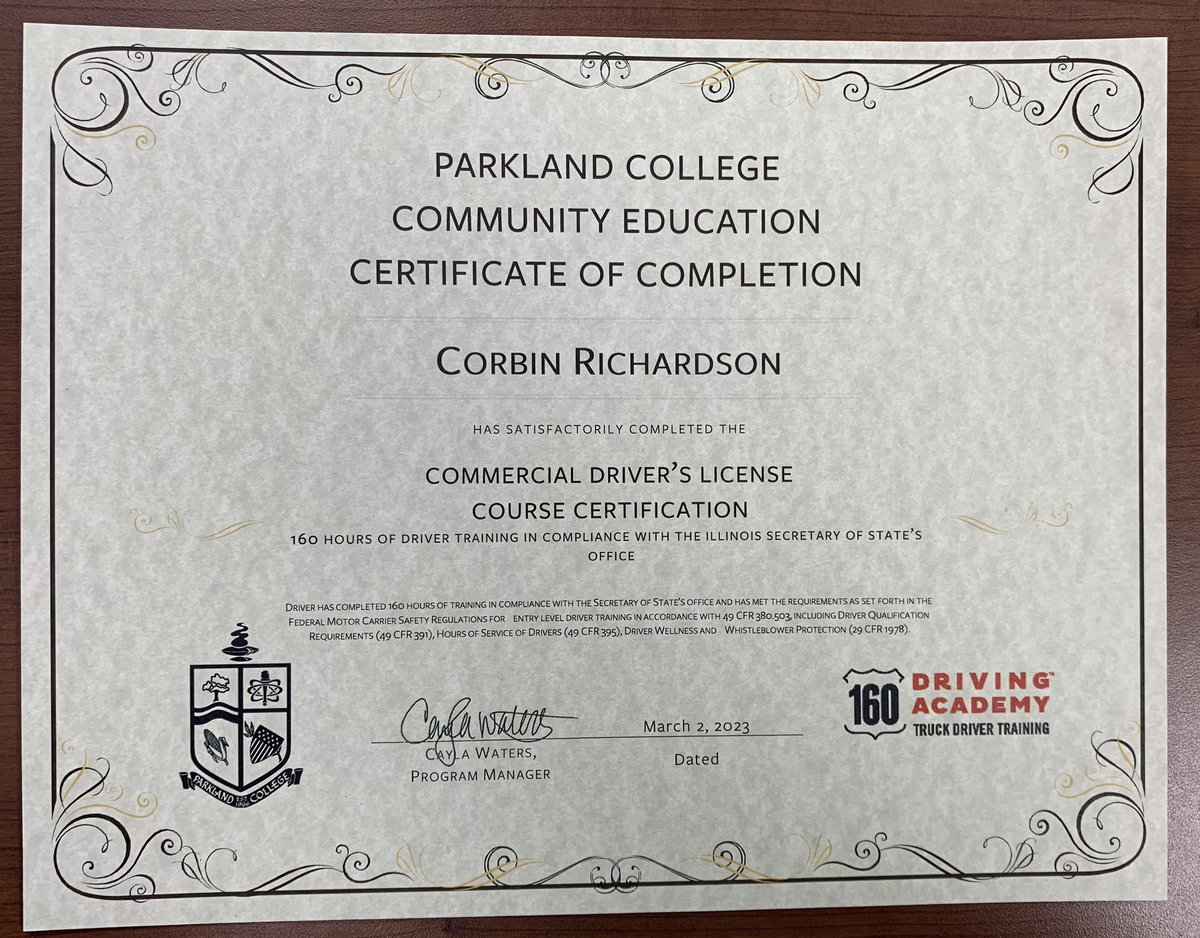 PARKLAND COLLEGE
COMMUNITY EDUCATION
CERTIFICATE OF COMPLETION
CORBIN RICHARDSON
HAS SATISFACTORILY COMPLETED THE
COMMERCIAL DRIVER'S LICENSE
COURSE CERTIFICATION
160 HOURS OF DRIVER TRAINING IN COMPLIANCE WITH THE ILLINOIS SECRETARY OF STATE'S
OFFICE
DRIVER HAS COMPLETED 160 HOURS OF TRAINING IN COMPLIANCE WITH THE SECRETARY OF STATE'S OFFICE AND HAS MET THE REQUIREMENTS AS SET FORTH IN THE
FEDERAL MOTOR CARRIER SAFETY REGULATIONS FOR ENTRY LEVEL DRIVER TRAINING IN ACCORDANCE WITH 49 CFR 380.503, INCLUDING DRIVER QUALIFICATION
REQUIREMENTS (49 CFR 391), HOURS OF SERVICE OF DRIVERS (49 CFR 395), DRIVER WELLNESS AND WHISTLEBLOWER PROTECTION (29 CFR 1978).
Cayla Waters
March 2, 2023
CAYLA WATERS,
PROGRAM MANAGER
Dated
PARKLAND COLLEGE
EST
1966
160
DRIVING™
ACADEMY
TRUCK DRIVER TRAINING